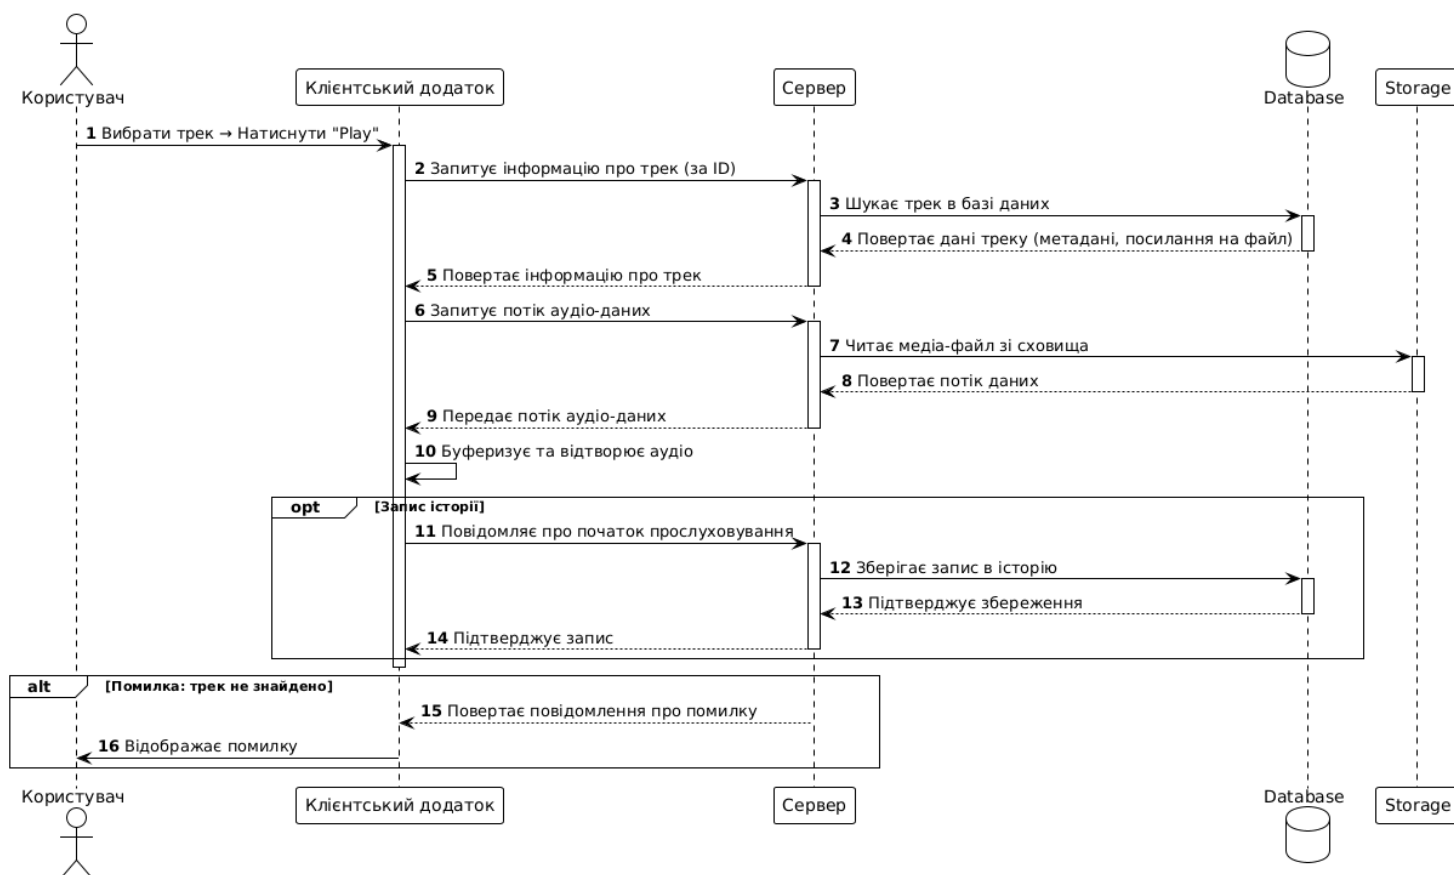 Користувач
Клієнтський додаток
Сервер
Database
Storage
1 Вибрати трек → Натиснути "Play"
2 Запитує інформацію про трек (за ID)
3 Шукає трек в базі даних
4 Повертає дані треку (метадані, посилання на файл)
5 Повертає інформацію про трек
6 Запитує потік аудіо-даних
7 Читає медіа-файл зі сховища
8 Повертає потік даних
9 Передає потік аудіо-даних
10 Буферизує та відтворює аудіо
opt [Запис історії]
11 Повідомляє про початок прослуховування
12 Зберігає запис в історію
13 Підтверджує збереження
14 Підтверджує запис
alt [Помилка: трек не знайдено]
15 Повертає повідомлення про помилку
16 Відображає помилку
Користувач
Клієнтський додаток
Сервер
Database
Storage